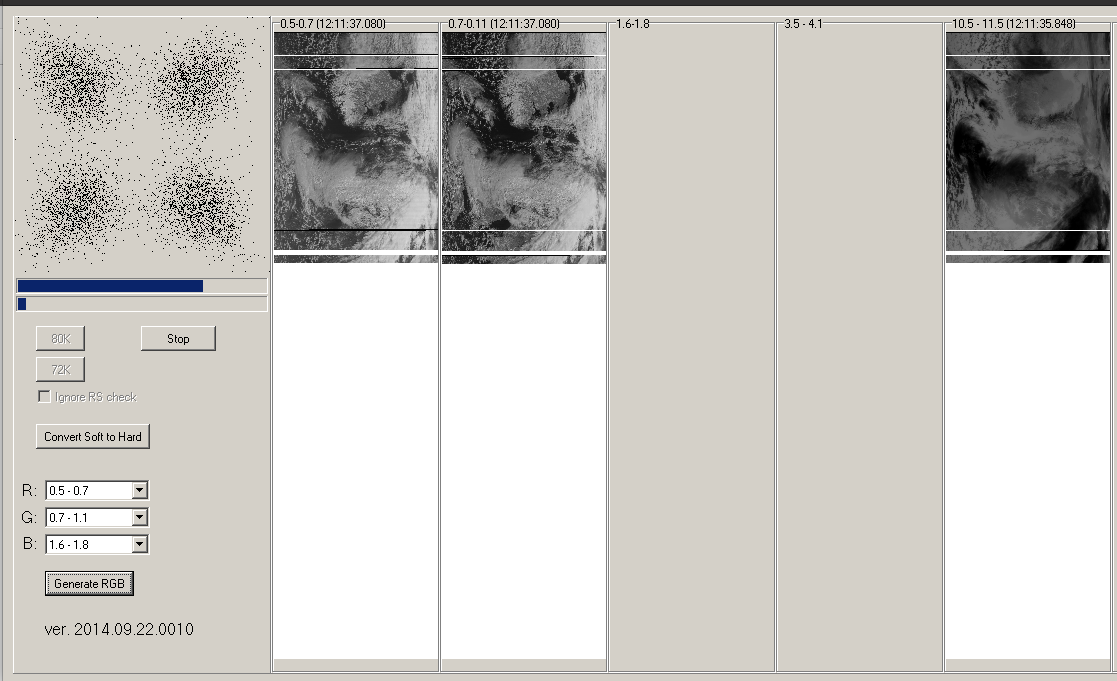 0.5-0.7 (12:11:37.080)
0.7-0.11 (12:11:37.080)
1.6-1.8
3.5 - 4.1
10.5 - 11.5 (12:11:35.848)
80K
Stop
72K
Ignore RS check
Convert Soft to Hard
R: 0.5 - 0.7
G: 0.7 - 1.1
B: 1.6 - 1.8
Generate RGB
ver. 2014.09.22.0010